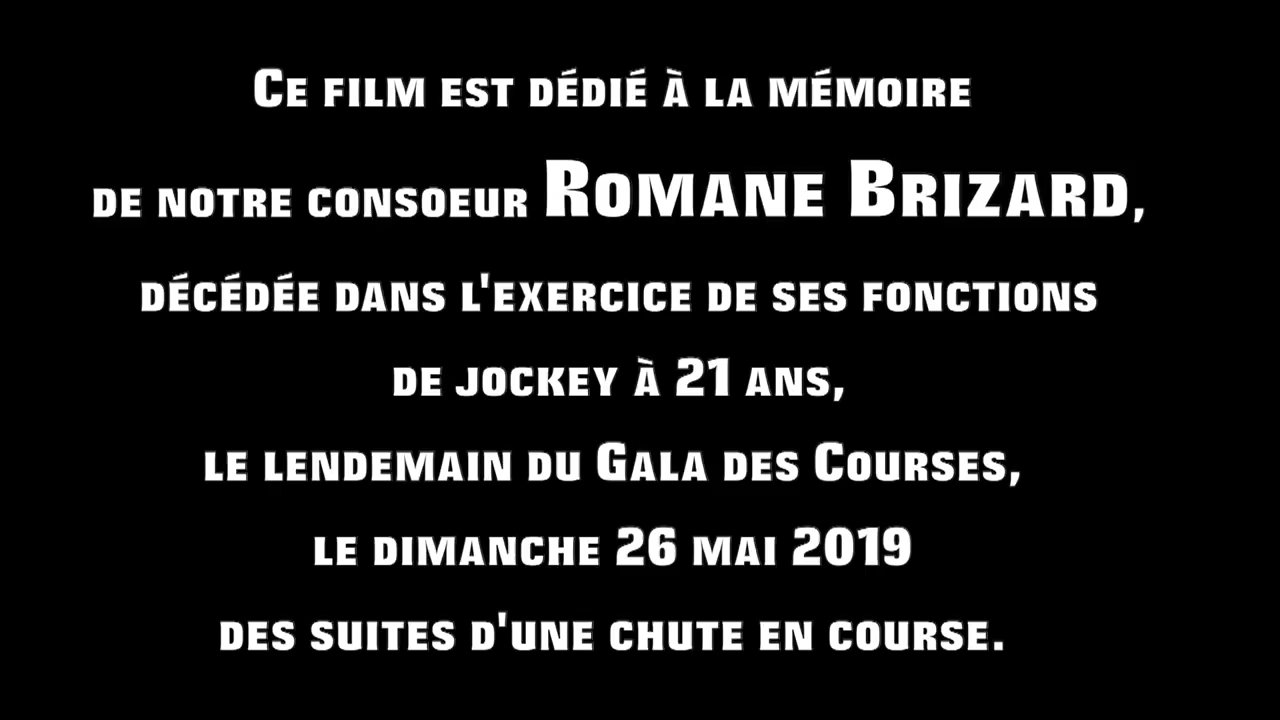 Ce film est dédié à la mémoire
de notre consoeur Romane Brizard,
décédée dans l'exercice de ses fonctions
de jockey à 21 ans,
le lendemain du Gala des Courses,
le dimanche 26 mai 2019
des suites d'une chute en course.